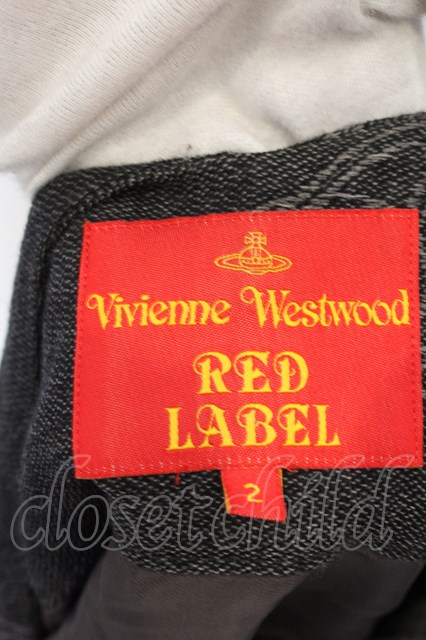 Vivienne Westwood
RED
LABEL
2
closetchild